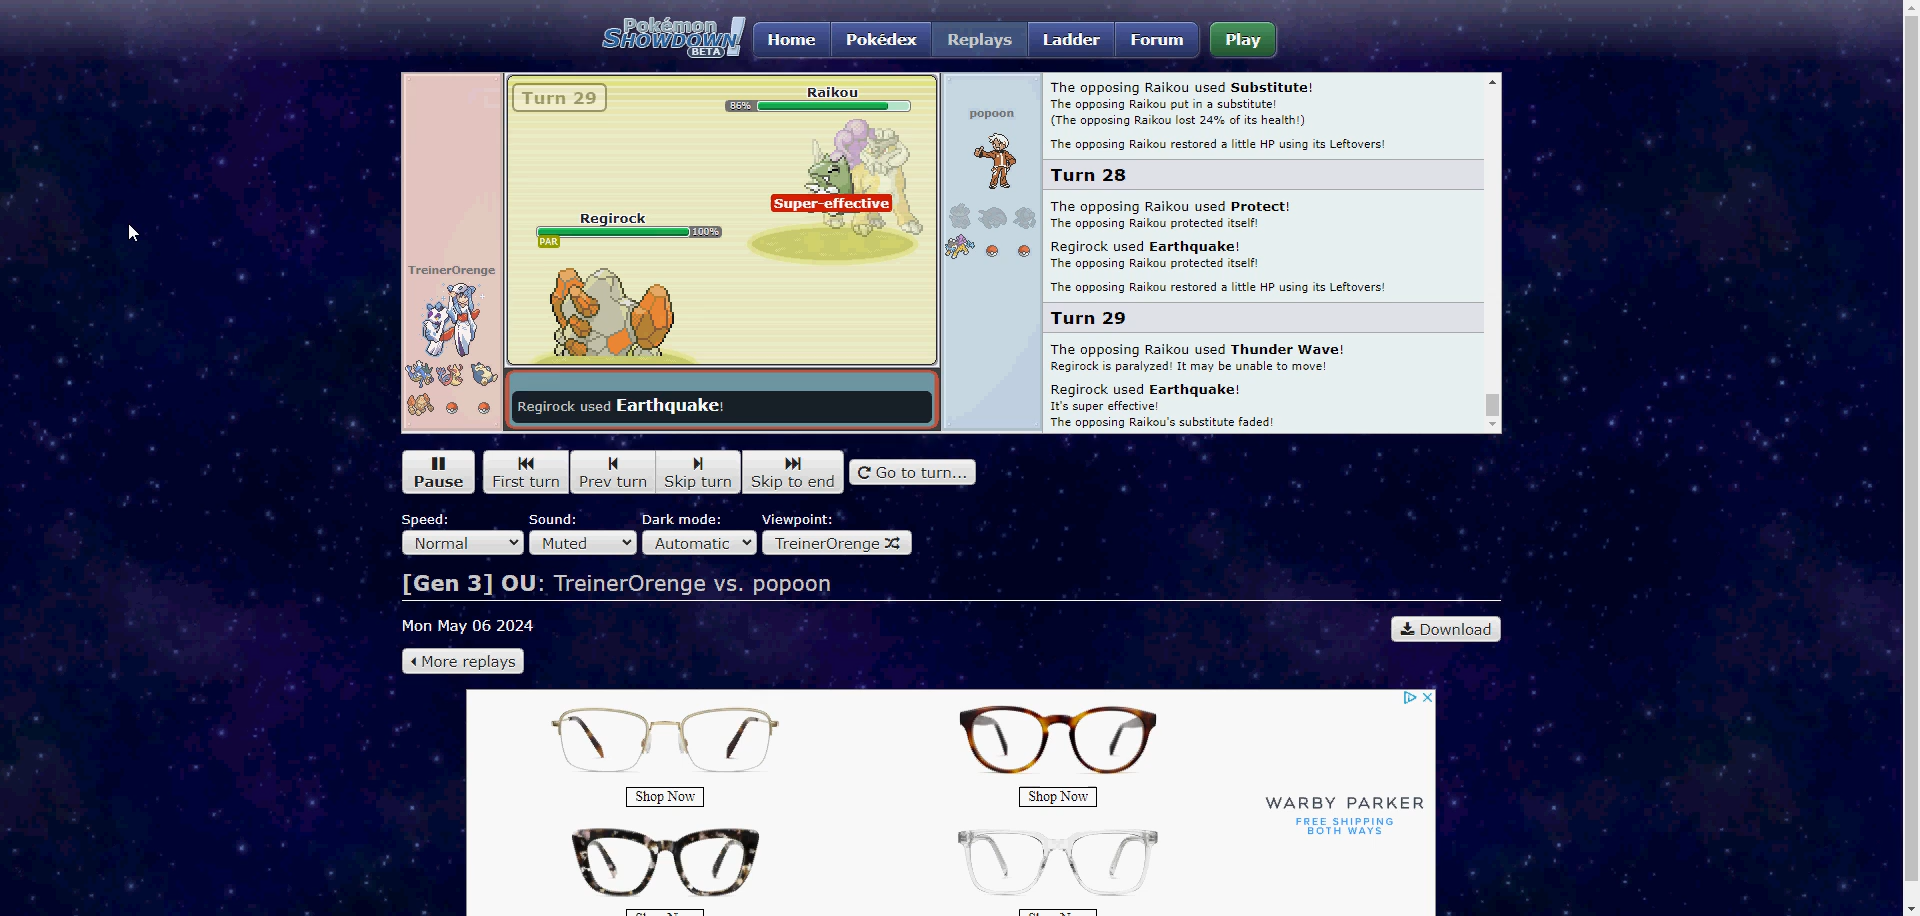 Pokémon
SHOWDOWN!
BETA
Home
Pokédex
Replays
Ladder
Forum
Play
Turn 29
Raikou
86%
Super-effective
Regirock
100%
PAR
TreinerOrenge
Regirock used Earthquake!
popoon
The opposing Raikou used Substitute!
The opposing Raikou put in a substitute!
(The opposing Raikou lost 24% of its health!)
The opposing Raikou restored a little HP using its Leftovers!
Turn 28
The opposing Raikou used Protect!
The opposing Raikou protected itself!
Regirock used Earthquake!
The opposing Raikou protected itself!
The opposing Raikou restored a little HP using its Leftovers!
Turn 29
The opposing Raikou used Thunder Wave!
Regirock is paralyzed! It may be unable to move!
Regirock used Earthquake!
It's super effective!
The opposing Raikou's substitute faded!
Pause
First turn
Prev turn
Skip turn
Skip to end
Go to turn...
Speed:
Sound:
Dark mode:
Viewpoint:
Normal
Muted
Automatic
TreinerOrenge
[Gen 3] OU: TreinerOrenge vs. popoon
Mon May 06 2024
Download
More replays
Shop Now
Shop Now
WARBY PARKER
FREE SHIPPING
BOTH WAYS